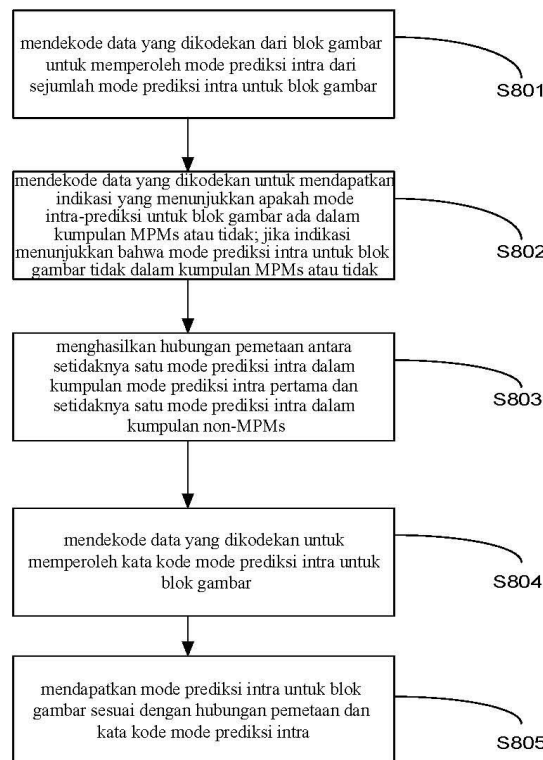 mendekode data yang dikodekan dari blok gambar
untuk memperoleh mode prediksi intra dari
sejumlah mode prediksi intra untuk blok gambar
S801
mendekode data yang dikodekan untuk mendapatkan
indikasi yang menunjukkan apakah mode
intra-prediksi untuk blok gambar ada dalam
kumpulan MPMs atau tidak; jika indikasi
menunjukkan bahwa mode prediksi intra untuk blok
gambar tidak dalam kumpulan MPMs atau tidak
S802
menghasilkan hubungan pemetaan antara
setidaknya satu mode prediksi intra dalam
kumpulan mode prediksi intra pertama dan
setidaknya satu mode prediksi intra dalam
kumpulan non-MPMs
S803
mendekode data yang dikodekan untuk
memperoleh kata kode mode prediksi intra untuk
blok gambar
S804
mendapatkan mode prediksi intra untuk blok
gambar sesuai dengan hubungan pemetaan dan
kata kode mode prediksi intra
S805